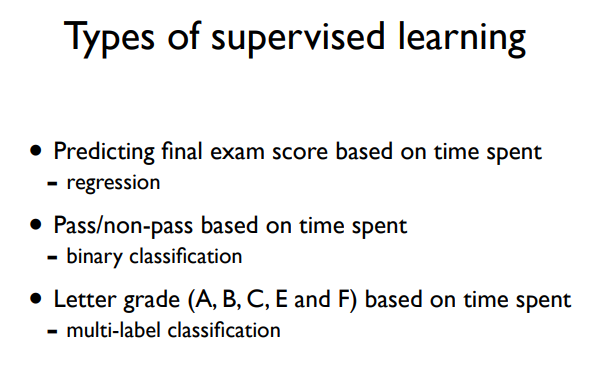 Types of supervised learning
• Predicting final exam score based on time spent
- regression
• Pass/non-pass based on time spent
- binary classification
• Letter grade (A, B, C, E and F) based on time spent
- multi-label classification